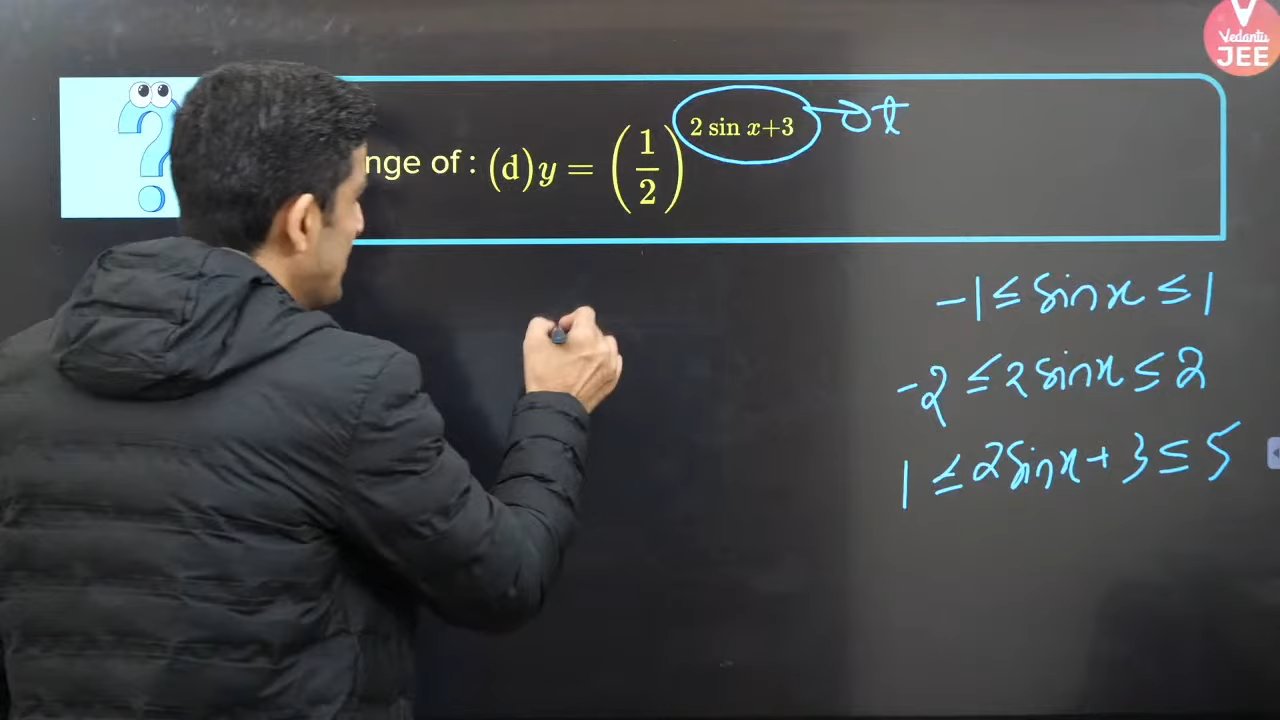 Vedantu
JEE
nge of : (d) y = (1/2)^(2 sin x+3) → t
-1 ≤ sin x ≤ 1
-2 ≤ 2 sin x ≤ 2
1 ≤ 2 sin x + 3 ≤ 5